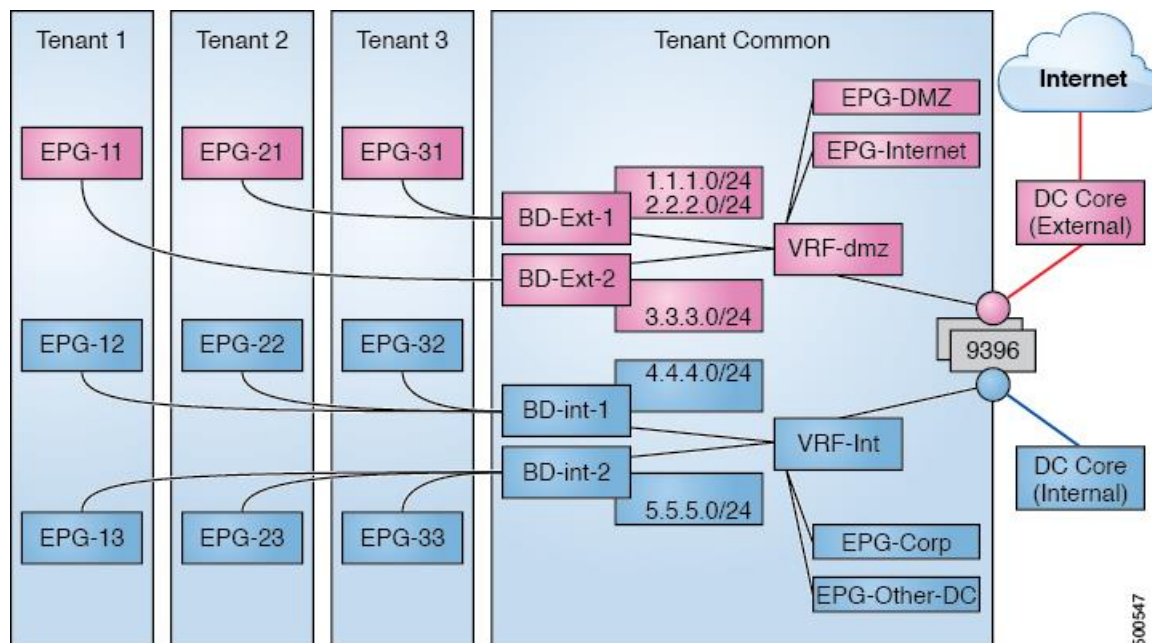 Tenant 1
Tenant 2
Tenant 3
Tenant Common
Internet
EPG-DMZ
EPG-11
EPG-21
EPG-31
EPG-Internet
1.1.1.0/24
2.2.2.0/24
BD-Ext-1
DC Core
(External)
VRF-dmz
BD-Ext-2
3.3.3.0/24
EPG-12
EPG-22
EPG-32
9396
4.4.4.0/24
BD-int-1
VRF-Int
BD-int-2
DC Core
(Internal)
5.5.5.0/24
EPG-13
EPG-23
EPG-33
EPG-Corp
EPG-Other-DC
500547